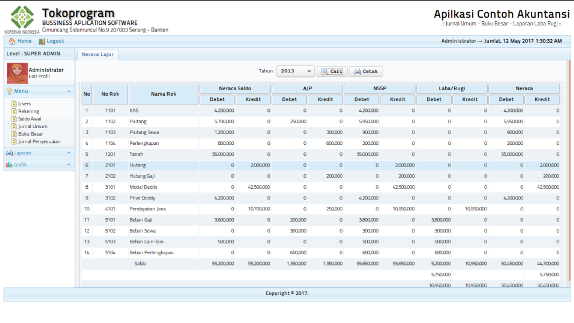 Tokoprogram
BUSSINESS APLICATION SOFTWARE
Cimuncang Sidomuncul No.9 207/003 Serang - Banten
KOPERASI INDONESIA
Apilkasi Contoh Akuntansi
:: Jurnal Umum - Buku Besar - Laporan Laba Rugi ::
Home Logout
Administrator -- Jum'at, 12 May 2017 1:30:32 AM
Level : SUPER ADMIN
Administrator
Edit Profil
Menu
Users
Rekening
Saldo Awal
Jurnal Umum
Buku Besar
Jurnal Penyesuaian
Laporan
Grafik
Neraca Lajur
Tahun : 2013 Cari Cetak
No No Rek Nama Rek Neraca Saldo AJP NSSP Laba/Rugi Neraca
Debet Kredit Debet Kredit Debet Kredit Debet Kredit Debet Kredit
1 1101 KAS 4,200,000 0 0 0 4,200,000 0 0 0 4,200,000 0
2 1102 Piutang 5,700,000 0 250,000 0 5,950,000 0 0 0 5,950,000 0
3 1103 Piutang Sewa 1,200,000 0 0 300,000 900,000 0 0 0 900,000 0
4 1104 Perlengkapan 800,000 0 0 600,000 200,000 0 0 0 200,000 0
5 1201 Tanah 35,000,000 0 0 0 35,000,000 0 0 0 35,000,000 0
6 2101 Hutang 0 2,000,000 0 0 0 2,000,000 0 0 0 2,000,000
7 2102 Hutang Gaji 0 0 0 200,000 0 200,000 0 0 0 200,000
8 3101 Modal Deddy 0 42,500,000 0 0 0 42,500,000 0 0 0 42,500,000
9 3102 Prive Deddy 4,200,000 0 0 0 4,200,000 0 0 0 4,200,000 0
10 4101 Pendapatan Jasa 0 10,700,000 0 250,000 0 10,950,000 0 10,950,000 0 0
11 5101 Beban Gaji 3,600,000 0 200,000 0 3,800,000 0 3,800,000 0 0 0
12 5102 Beban Sewa 0 0 300,000 0 300,000 0 300,000 0 0 0
13 5103 Beban Lain-lain 500,000 0 0 0 500,000 0 500,000 0 0 0
14 5104 Beban Perlengkapan 0 0 600,000 0 600,000 0 600,000 0 0 0
Saldo 55,200,000 55,200,000 1,350,000 1,350,000 55,650,000 55,650,000 5,200,000 10,950,000 50,450,000 44,700,000
5,750,000 5,750,000
10,950,000 10,950,000 50,450,000 50,450,000
Copyright © 2017.